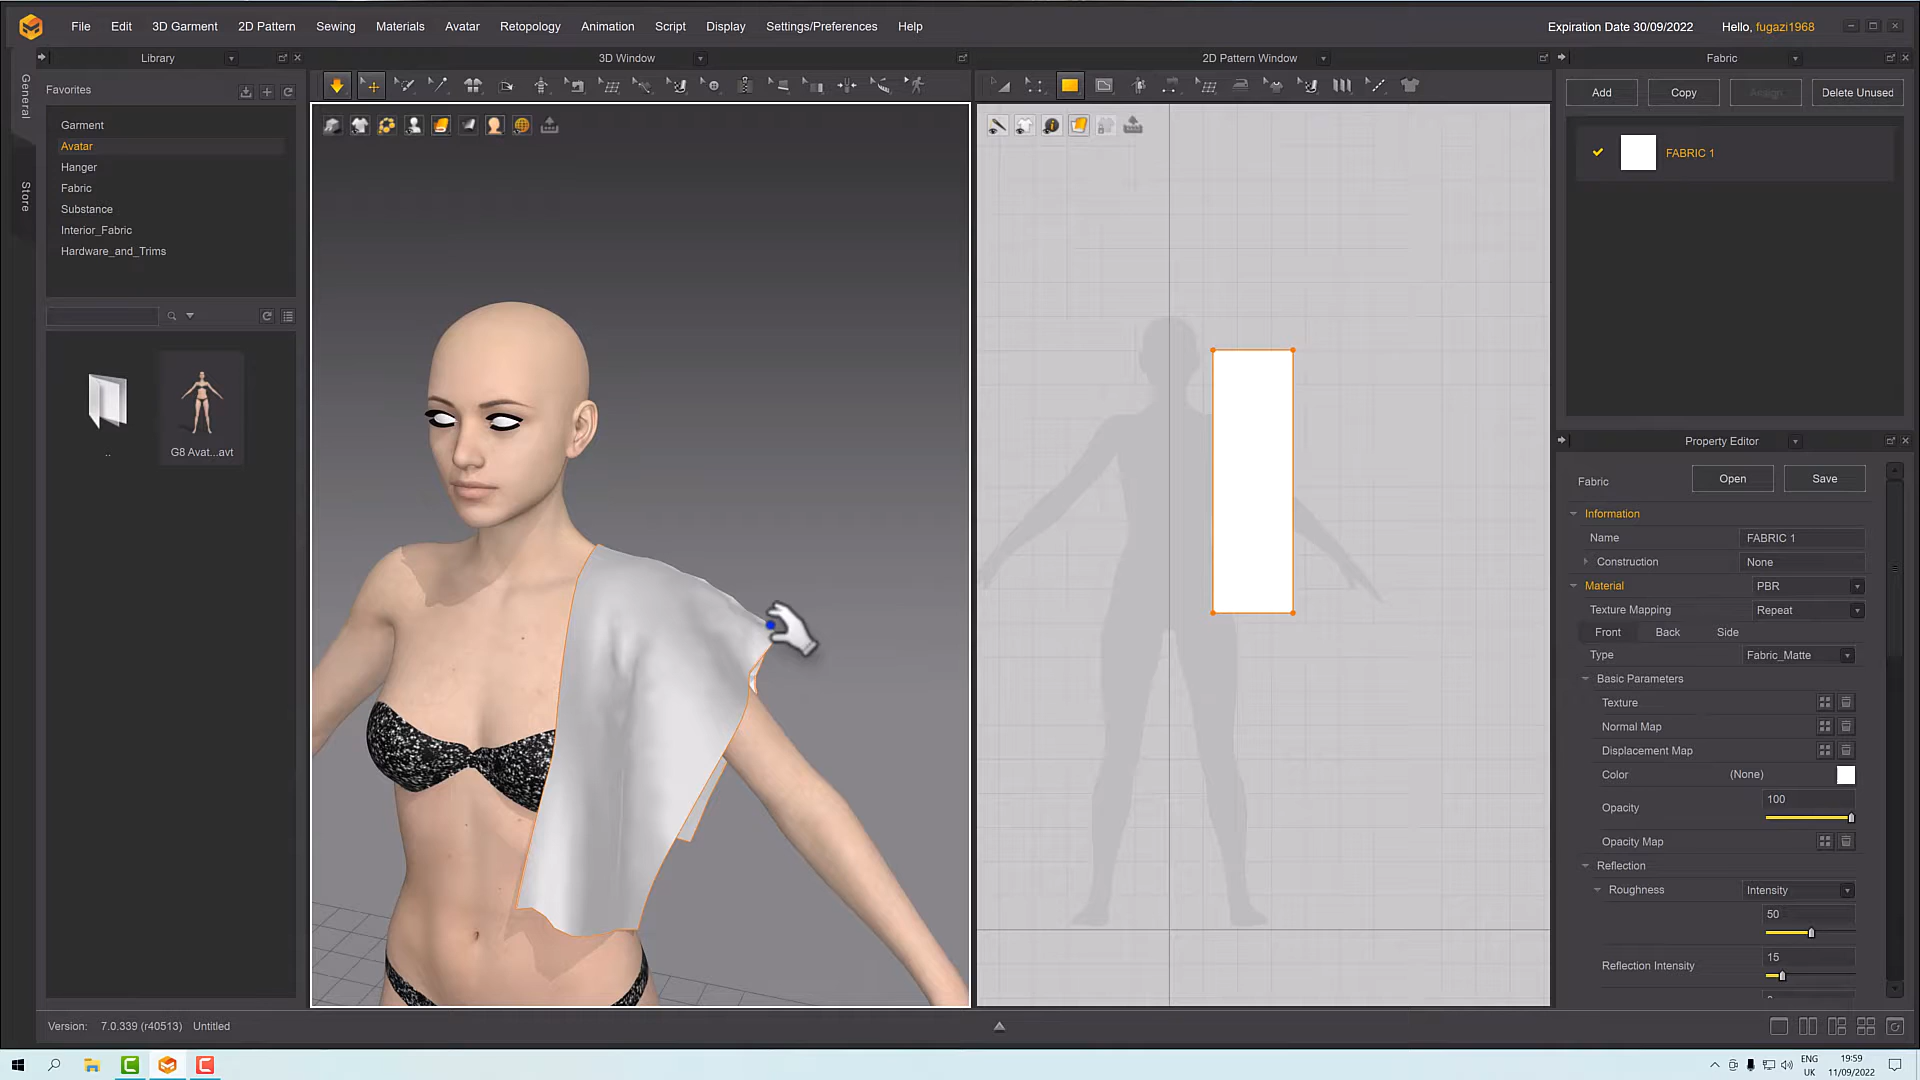 File Edit 3D Garment 2D Pattern Sewing Materials Avatar Retopology Animation Script Display Settings/Preferences Help Expiration Date 30/09/2022 Hello, fugazi1968
Library 3D Window 2D Pattern Window Fabric
General
Store
Favorites
Garment
Avatar
Hanger
Fabric
Substance
Interior_Fabric
Hardware_and_Trims
..
G8 Avat...avt
Add Copy Assign Delete Unused
FABRIC 1
Property Editor
Fabric Open Save
Information
Name FABRIC 1
Construction None
Material PBR
Texture Mapping Repeat
Front Back Side
Type Fabric_Matte
Basic Parameters
Texture
Normal Map
Displacement Map
Color (None)
Opacity 100
Opacity Map
Reflection
Roughness Intensity
50
Reflection Intensity 15
Version: 7.0.339 (r40513) Untitled
ENG
UK
19:59
11/09/2022